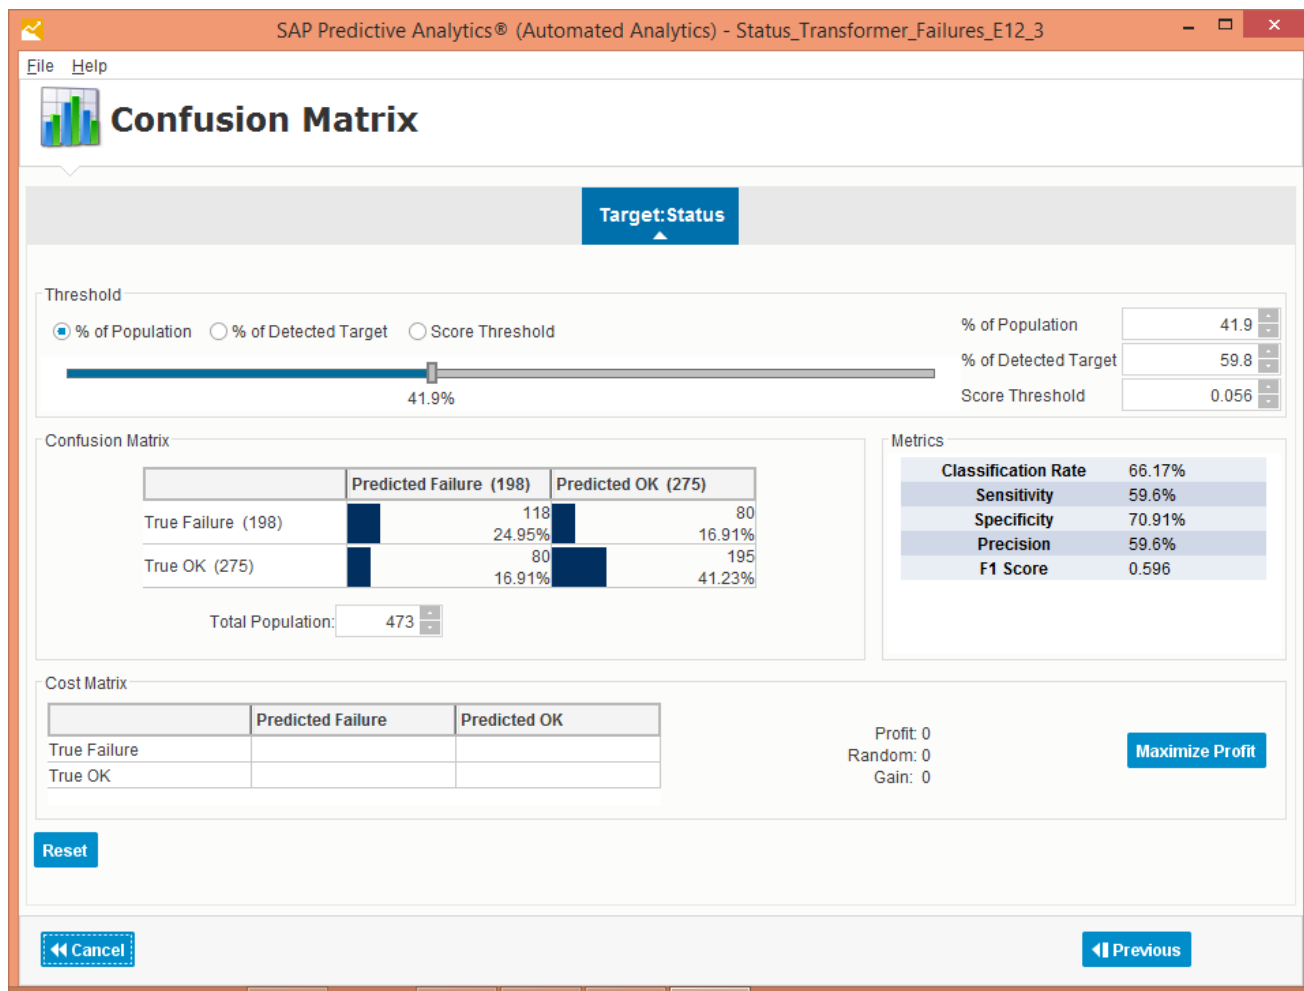 SAP Predictive Analytics® (Automated Analytics) - Status_Transformer_Failures_E12_3
File Help
Confusion Matrix
Target:Status
Threshold
% of Population % of Detected Target Score Threshold
41.9%
% of Population 41.9
% of Detected Target 59.8
Score Threshold 0.056
Confusion Matrix
Predicted Failure (198) Predicted OK (275)
True Failure (198) 118 80
24.95% 16.91%
True OK (275) 80 195
16.91% 41.23%
Total Population: 473
Metrics
Classification Rate 66.17%
Sensitivity 59.6%
Specificity 70.91%
Precision 59.6%
F1 Score 0.596
Cost Matrix
Predicted Failure Predicted OK
True Failure
True OK
Profit: 0
Random: 0
Gain: 0
Maximize Profit
Reset
Cancel Previous